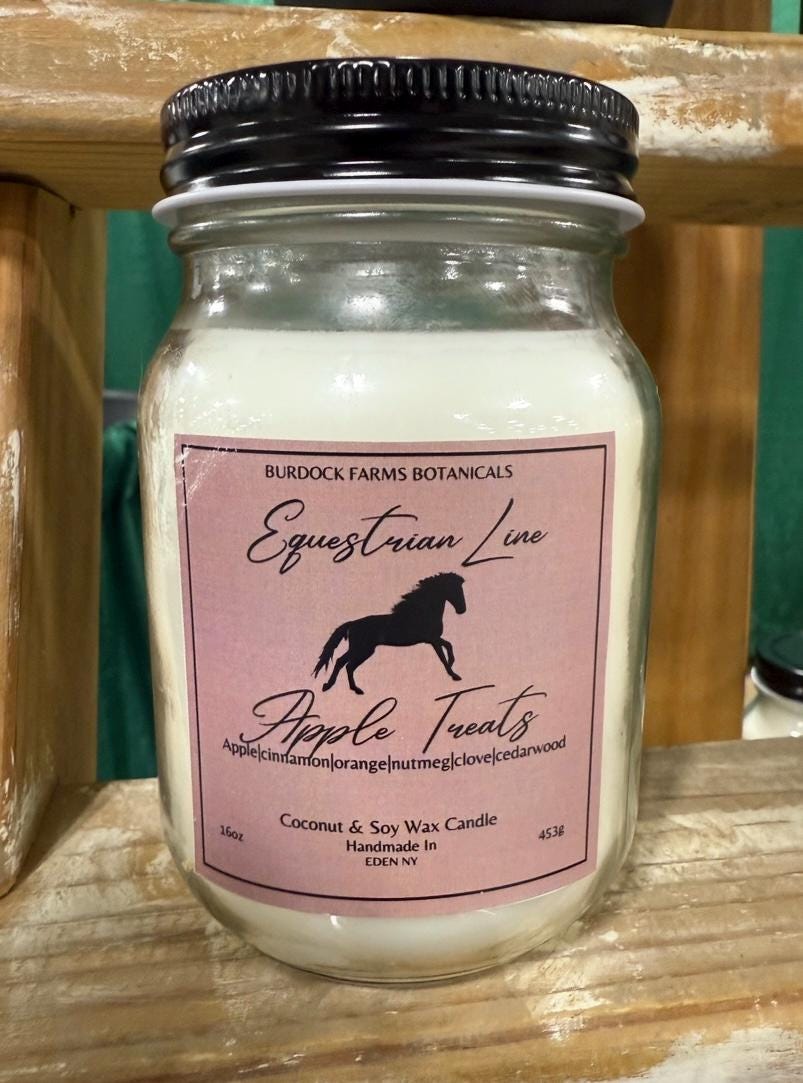 BURDOCK FARMS BOTANICALS
Equestrian Line
Apple Treats
Apple|cinnamon|orange|nutmeg|clove|cedarwood
Coconut & Soy Wax Candle
16oz
453g
Handmade In
EDEN NY